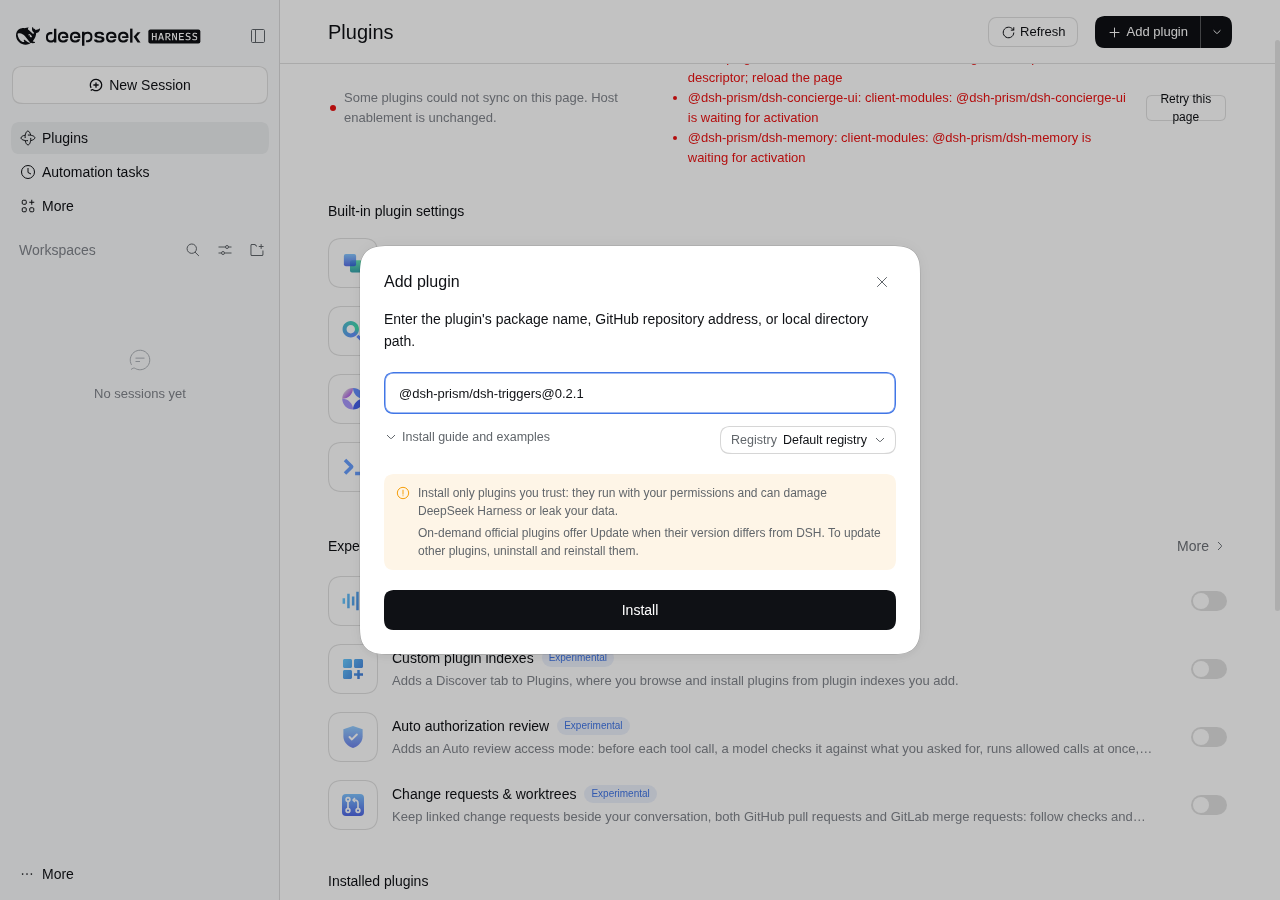 deepseek HARNESS
New Session
Plugins
Automation tasks
More
Workspaces
No sessions yet
More
Plugins
Refresh
Add plugin
Some plugins could not sync on this page. Host
enablement is unchanged.
descriptor; reload the page
@dsh-prism/dsh-concierge-ui: client-modules: @dsh-prism/dsh-concierge-ui
is waiting for activation
@dsh-prism/dsh-memory: client-modules: @dsh-prism/dsh-memory is
waiting for activation
Retry this
page
Built-in plugin settings
Add plugin
Enter the plugin's package name, GitHub repository address, or local directory
path.
@dsh-prism/dsh-triggers@0.2.1
Install guide and examples
Registry Default registry
Install only plugins you trust: they run with your permissions and can damage
DeepSeek Harness or leak your data.
On-demand official plugins offer Update when their version differs from DSH. To update
other plugins, uninstall and reinstall them.
Install
More
Custom plugin indexes Experimental
Adds a Discover tab to Plugins, where you browse and install plugins from plugin indexes you add.
Auto authorization review Experimental
Adds an Auto review access mode: before each tool call, a model checks it against what you asked for, runs allowed calls at once,…
Change requests & worktrees Experimental
Keep linked change requests beside your conversation, both GitHub pull requests and GitLab merge requests: follow checks and…
Installed plugins